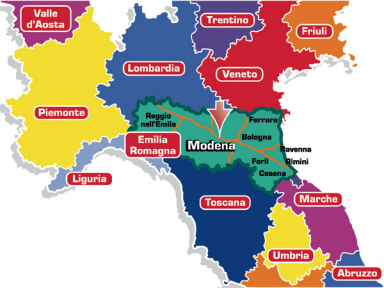 Valle
d'Aosta
Trentino
Friuli
Lombardia
Veneto
Piemonte
Reggio
nell'Emilia
Ferrara
Bologna
Modena
Emilia
Romagna
Ravenna
Forlì
Rimini
Cesena
Liguria
Toscana
Marche
Umbria
Abruzzo